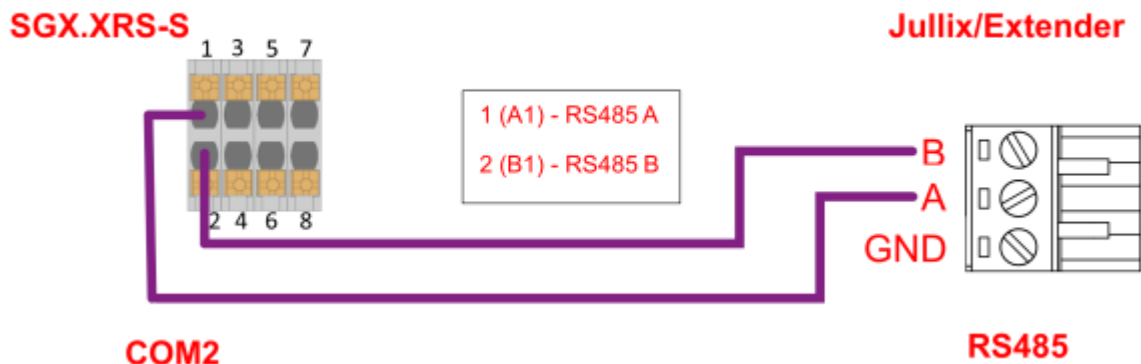 SGX.XRS-S
Jullix/Extender
1 3 5 7
1 (A1) - RS485 A
2 (B1) - RS485 B
B
A
GND
2 4 6 8
COM2
RS485